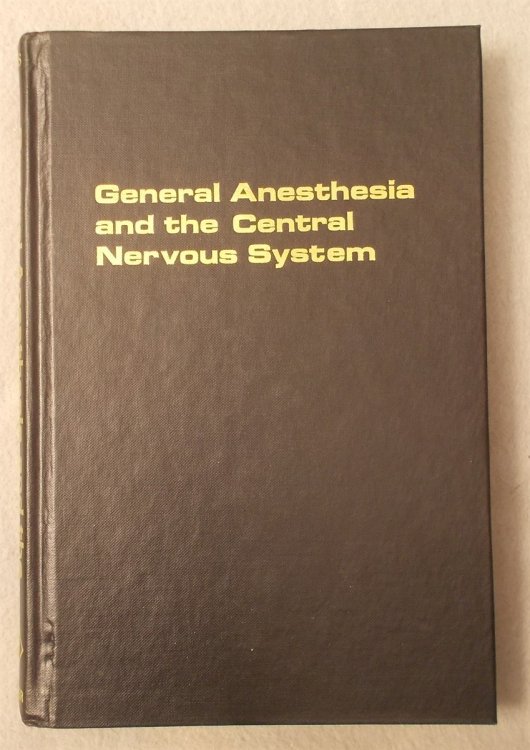 General Anesthesia
and the Central
Nervous System